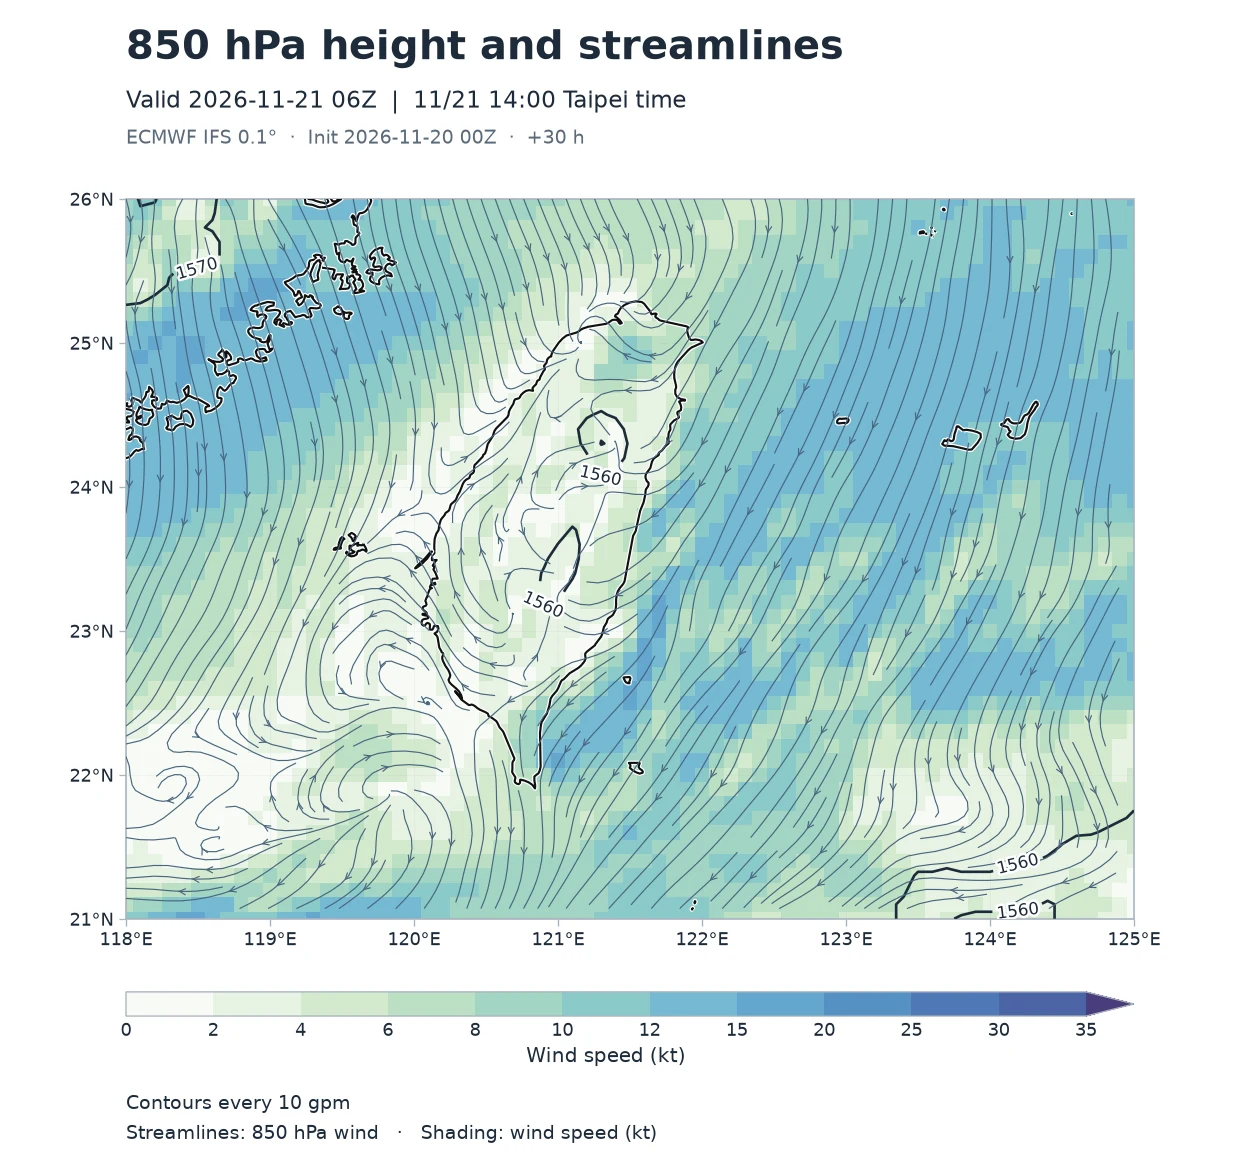 850 hPa height and streamlines
Valid 2026-11-21 06Z | 11/21 14:00 Taipei time
ECMWF IFS 0.1° · Init 2026-11-20 00Z · +30 h
26°N
1570
25°N
1560
24°N
1560
23°N
22°N
1560
1560
21°N
118°E 119°E 120°E 121°E 122°E 123°E 124°E 125°E
0 2 4 6 8 10 12 15 20 25 30 35
Wind speed (kt)
Contours every 10 gpm
Streamlines: 850 hPa wind · Shading: wind speed (kt)